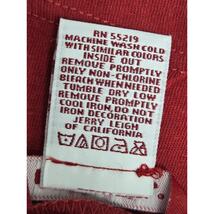 RN 55219
MACHINE WASH COLD
WITH SIMILAR COLORS
INSIDE OUT
REMOVE PROMPTLY
ONLY NON-CHLORINE
BLEACH WHEN NEEDED
TUMBLE DRY LOW
REMOVE PROMPTLY
COOL IRON, DO NOT
IRON DECORATION
JERRY LEIGH
OF CALIFORNIA